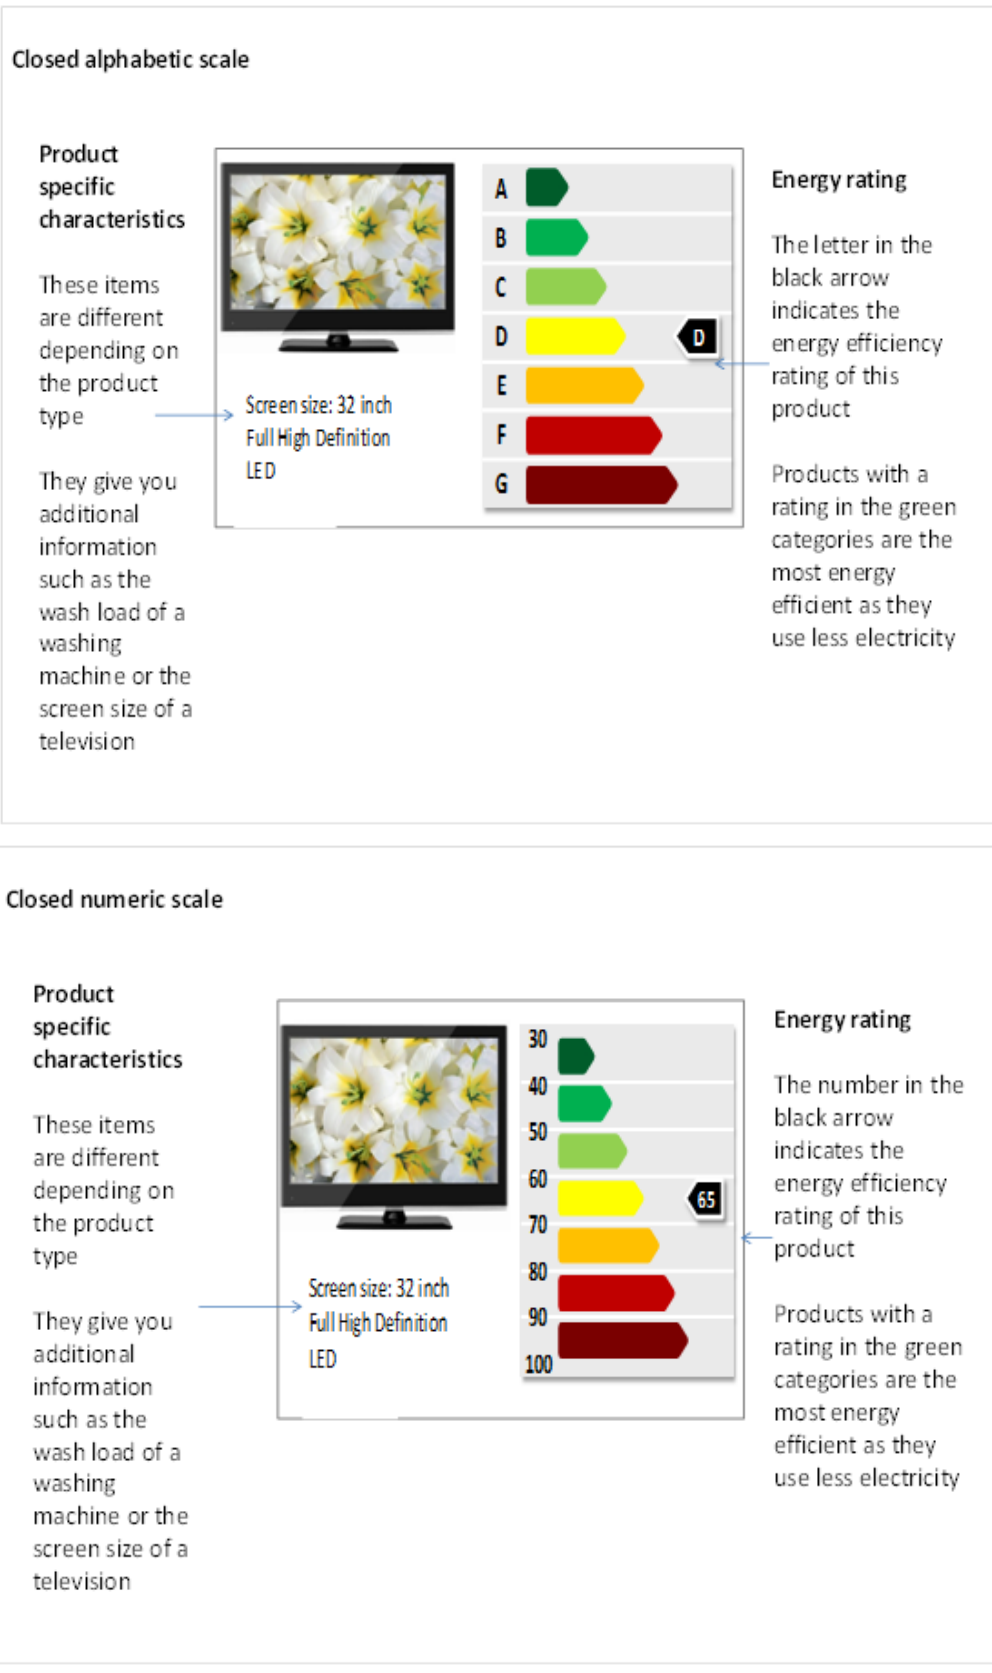 Closed alphabetic scale
Product
specific
characteristics
These items
are different
depending on
the product
type
They give you
additional
information
such as the
wash load of a
washing
machine or the
screen size of a
television
Screen size: 32 inch
Full High Definition
LED
A
B
C
D
D
E
F
G
Energy rating
The letter in the
black arrow
indicates the
energy efficiency
rating of this
product
Products with a
rating in the green
categories are the
most energy
efficient as they
use less electricity
Closed numeric scale
Product
specific
characteristics
These items
are different
depending on
the product
type
They give you
additional
information
such as the
wash load of a
washing
machine or the
screen size of a
television
Screen size: 32 inch
Full High Definition
LED
30
40
50
60
65
70
80
90
100
Energy rating
The number in the
black arrow
indicates the
energy efficiency
rating of this
product
Products with a
rating in the green
categories are the
most energy
efficient as they
use less electricity